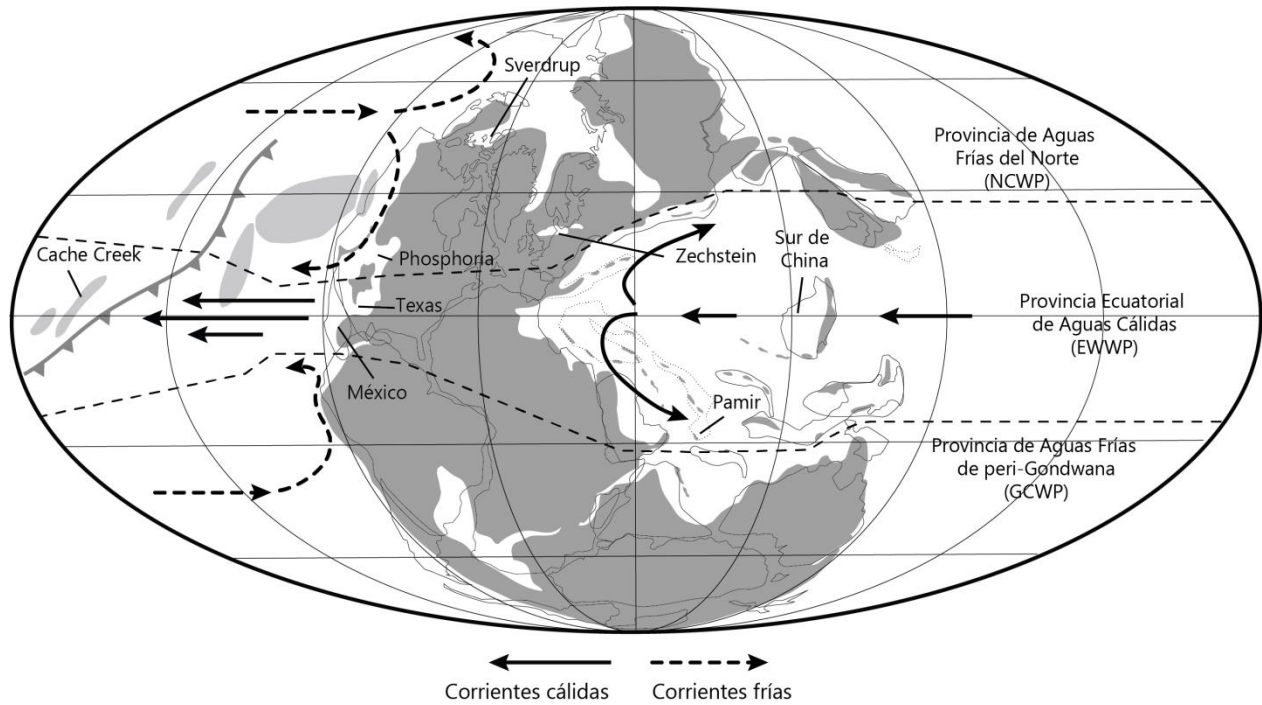 Sverdrup
Provincia de Aguas
Frías del Norte
(NCWP)
Cache Creek
Phosphoria
Zechstein
Sur de
China
Texas
Provincia Ecuatorial
de Aguas Cálidas
(EWWP)
México
Pamir
Provincia de Aguas Frías
de peri-Gondwana
(GCWP)
Corrientes cálidas
Corrientes frías